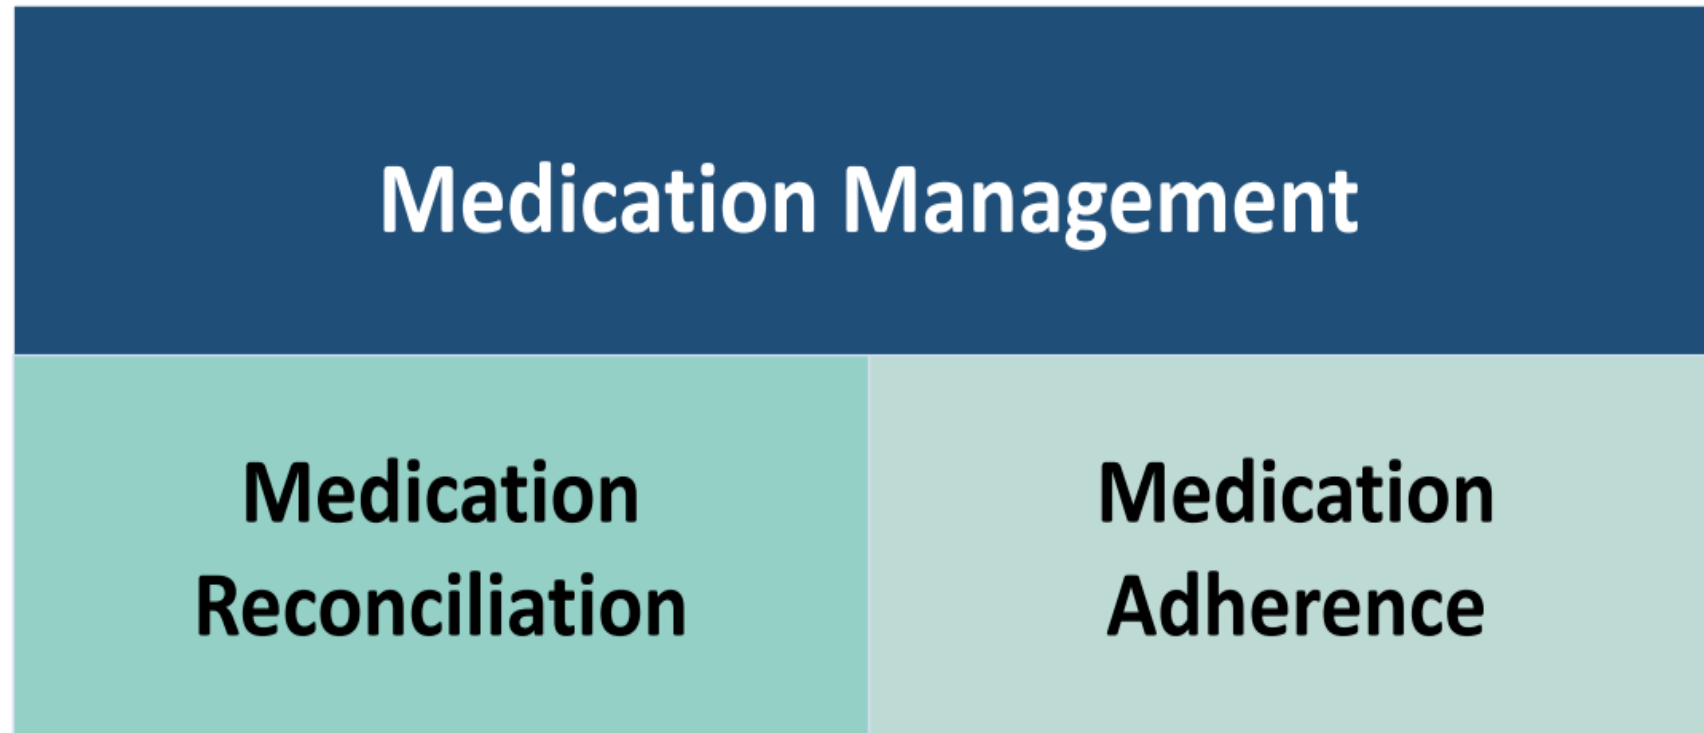 Medication Management
Medication
Reconciliation
Medication
Adherence